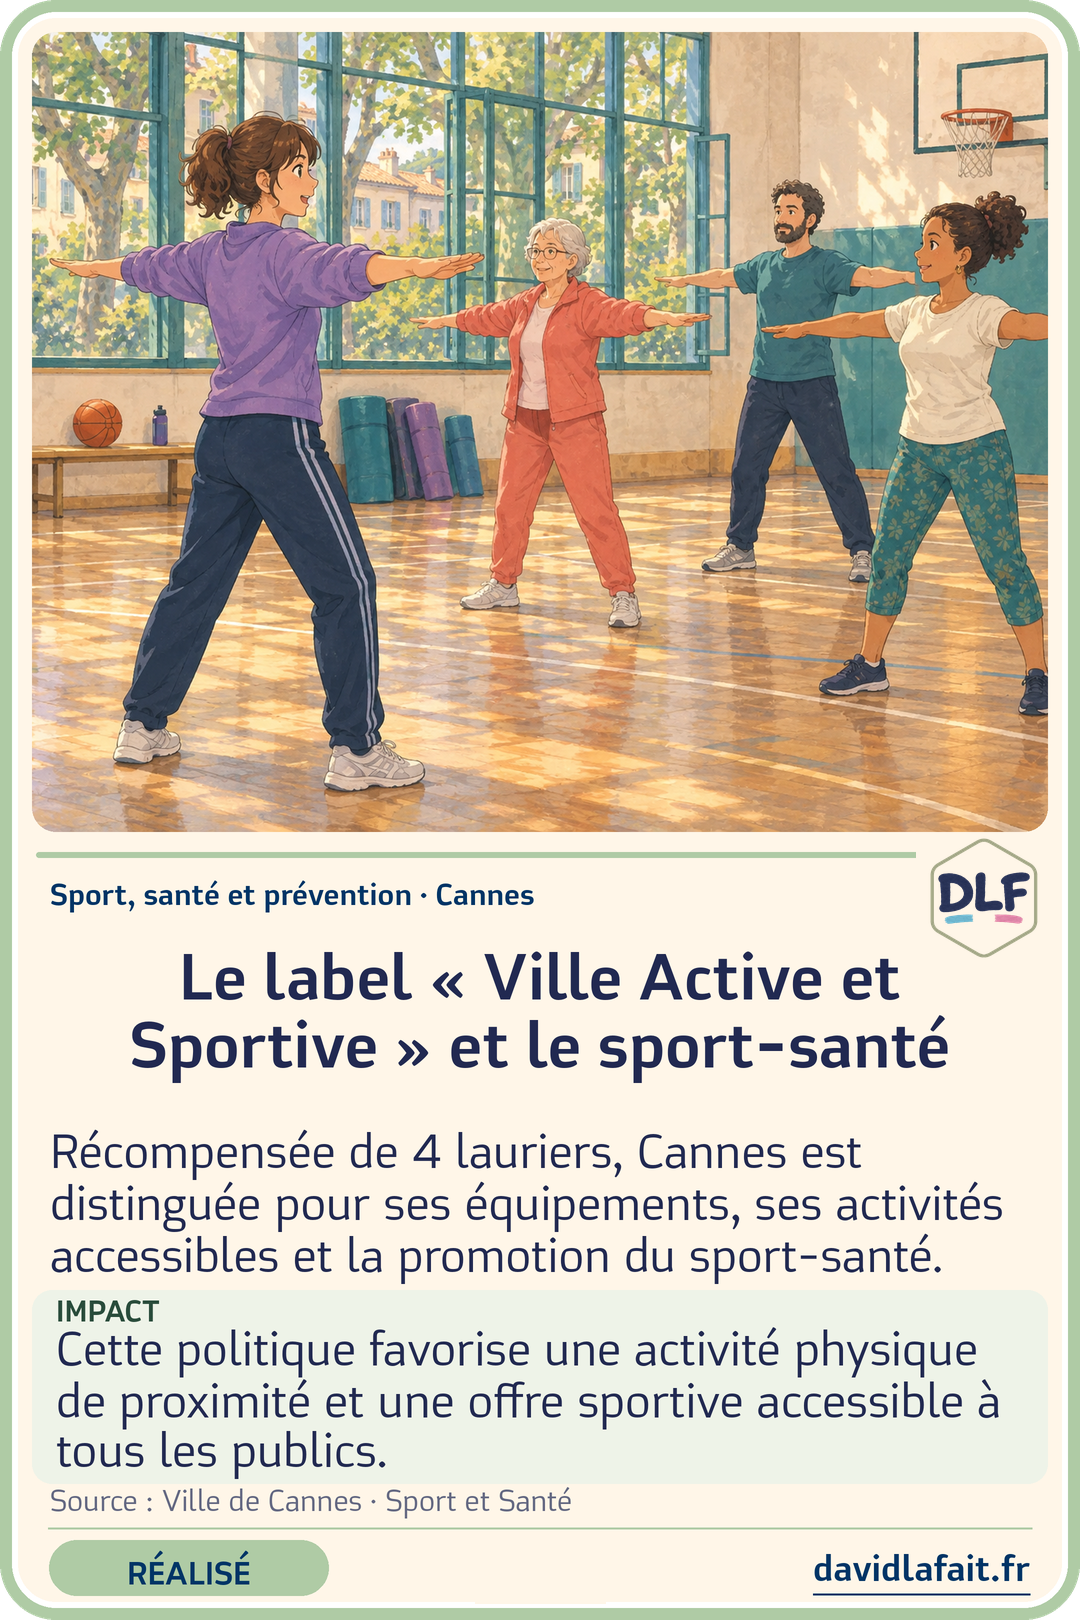 Sport, santé et prévention · Cannes
DLF
Le label « Ville Active et
Sportive » et le sport-santé
Récompensée de 4 lauriers, Cannes est
distinguée pour ses équipements, ses activités
accessibles et la promotion du sport-santé.
IMPACT
Cette politique favorise une activité physique
de proximité et une offre sportive accessible à
tous les publics.
Source : Ville de Cannes · Sport et Santé
RÉALISÉ
davidlafait.fr